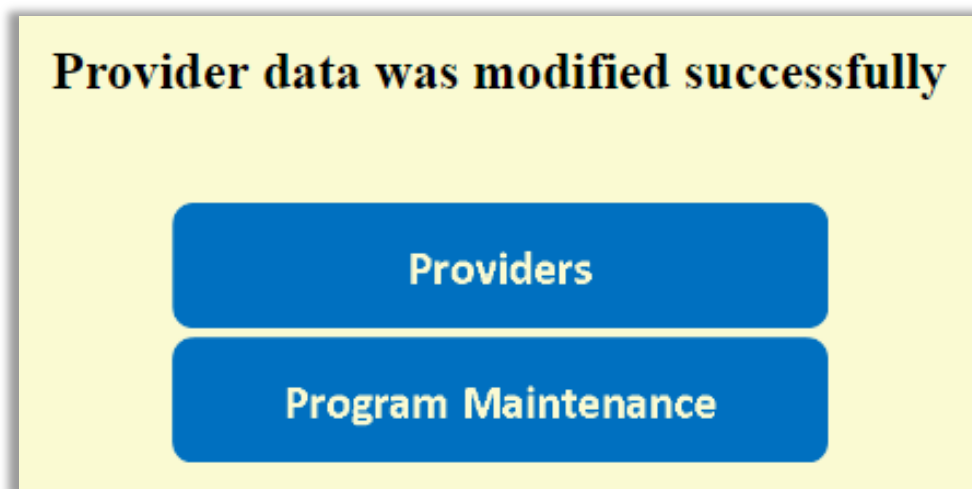 Provider data was modified successfully
Providers
Program Maintenance